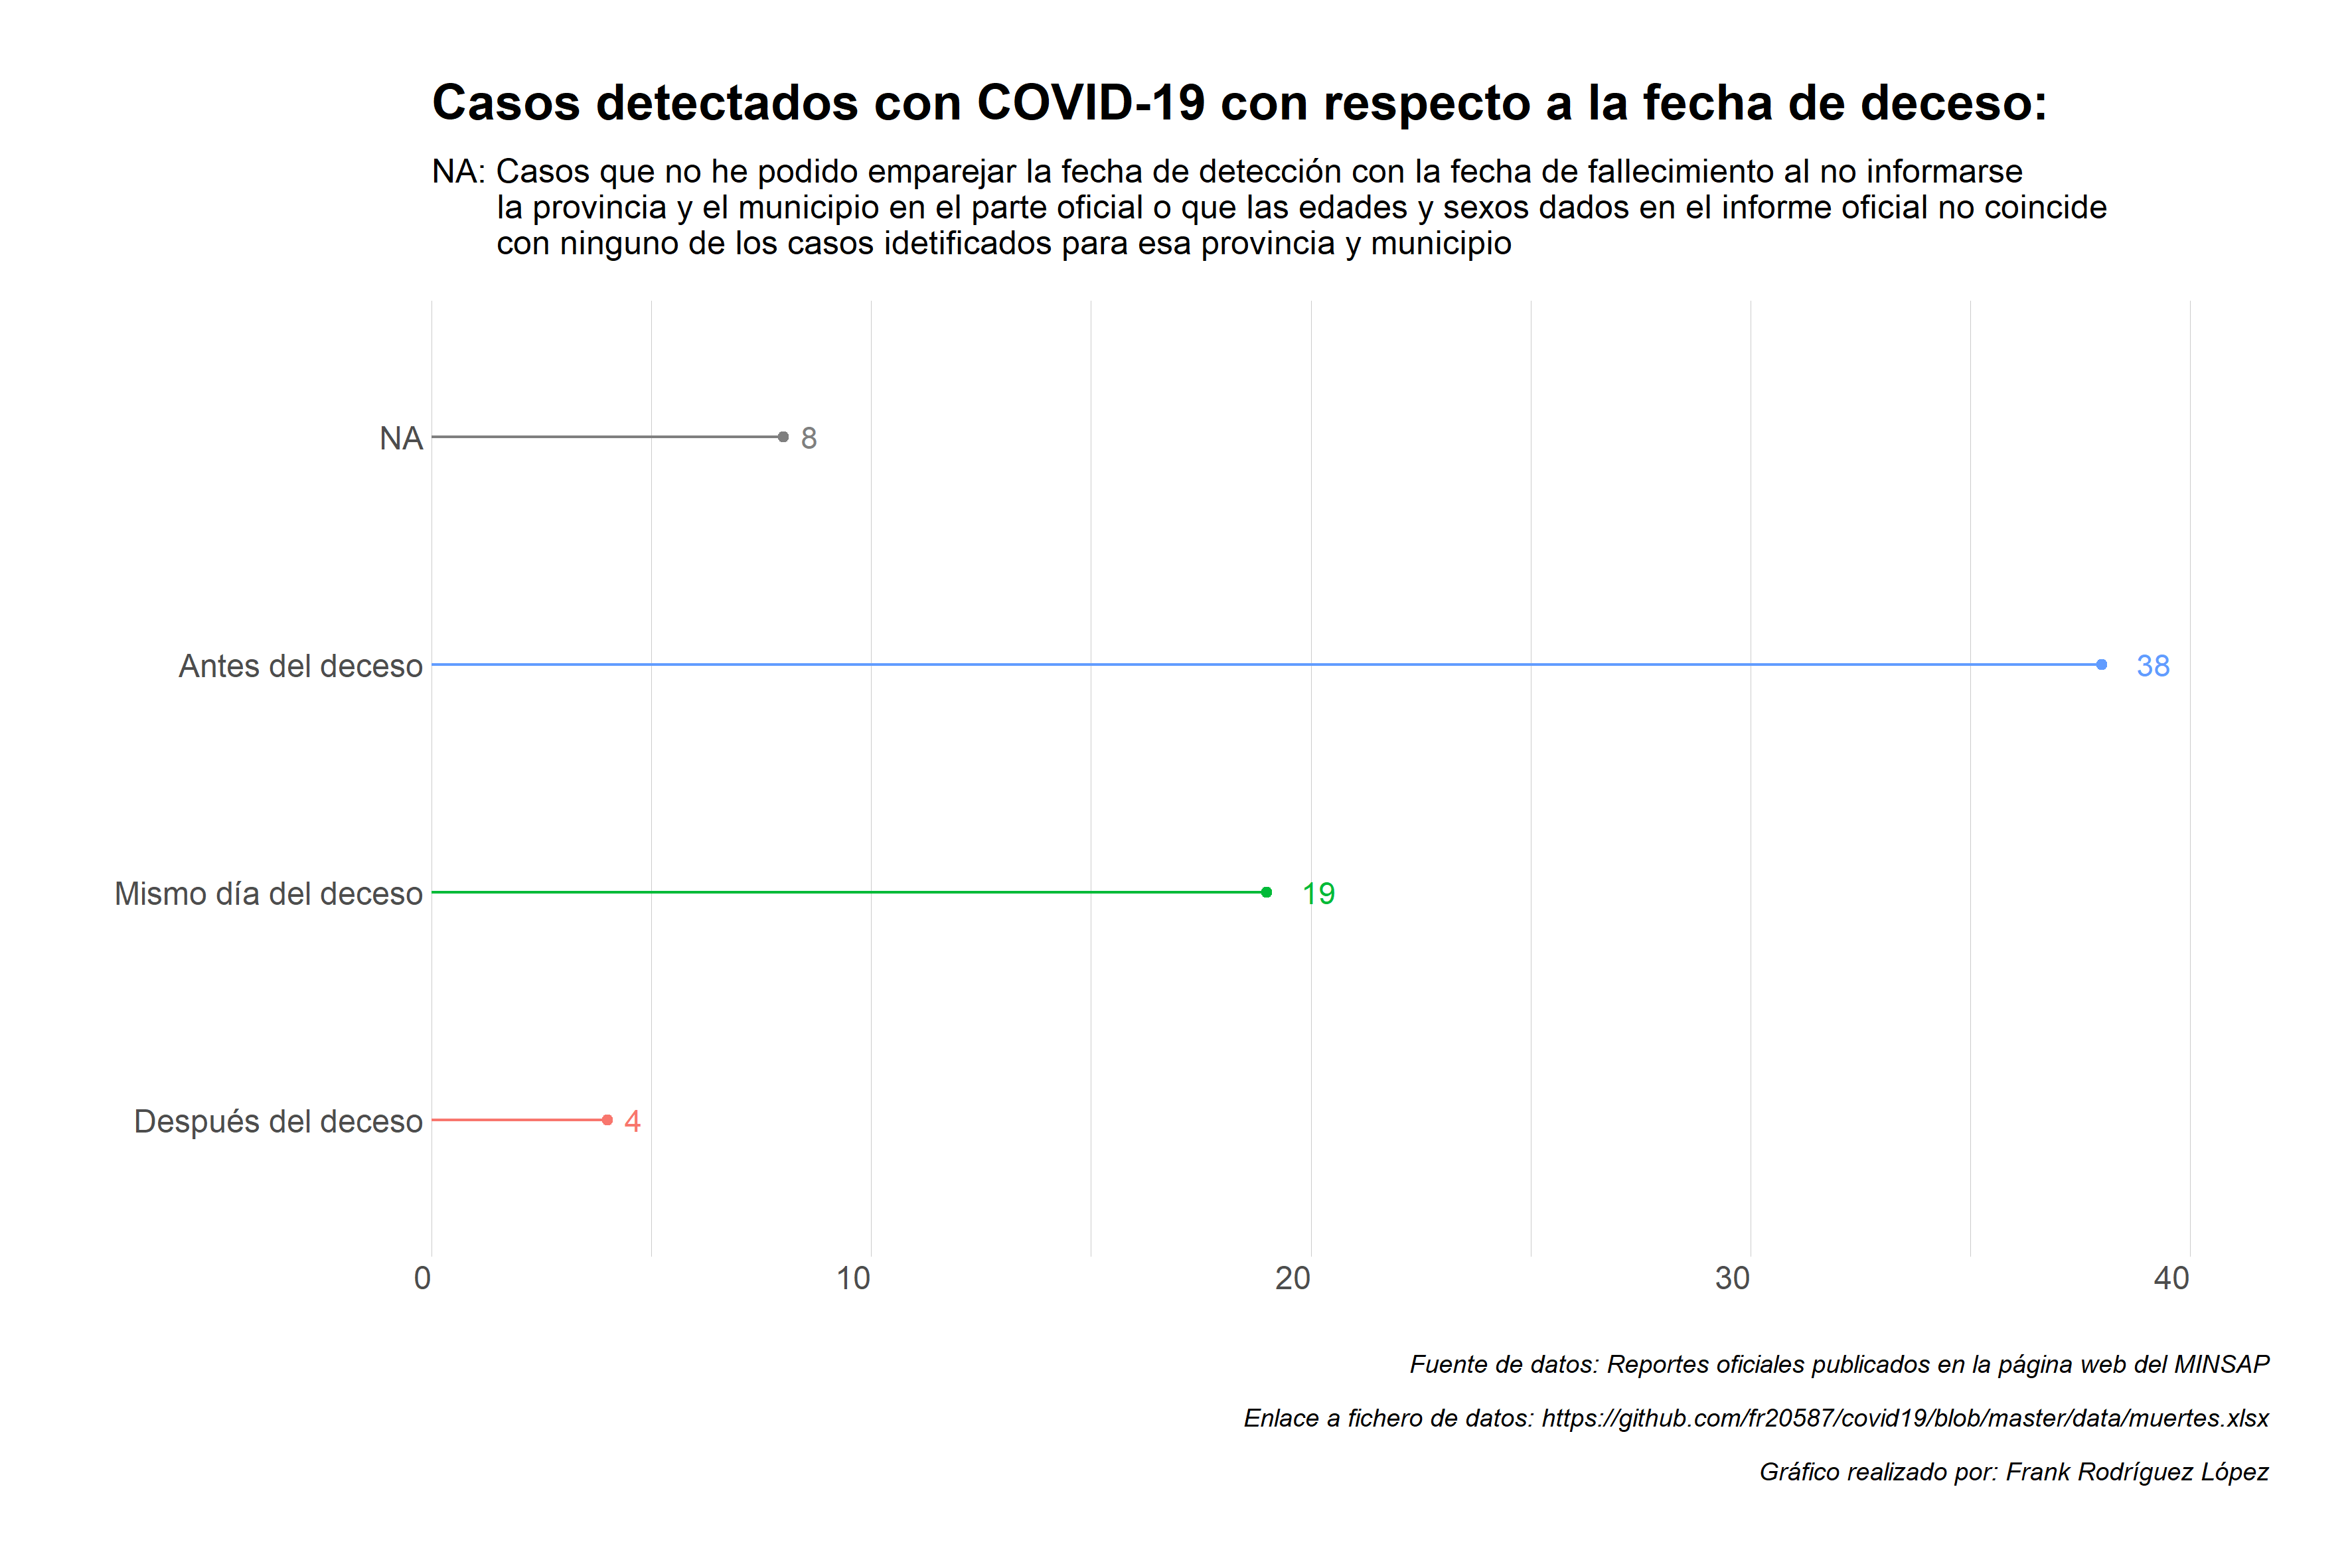 Casos detectados con COVID-19 con respecto a la fecha de deceso:
NA: Casos que no he podido emparejar la fecha de detección con la fecha de fallecimiento al no informarse
la provincia y el municipio en el parte oficial o que las edades y sexos dados en el informe oficial no coincide
con ninguno de los casos idetificados para esa provincia y municipio
NA 8
Antes del deceso 38
Mismo día del deceso 19
Después del deceso 4
0 10 20 30 40
Fuente de datos: Reportes oficiales publicados en la página web del MINSAP
Enlace a fichero de datos: https://github.com/fr20587/covid19/blob/master/data/muertes.xlsx
Gráfico realizado por: Frank Rodríguez López